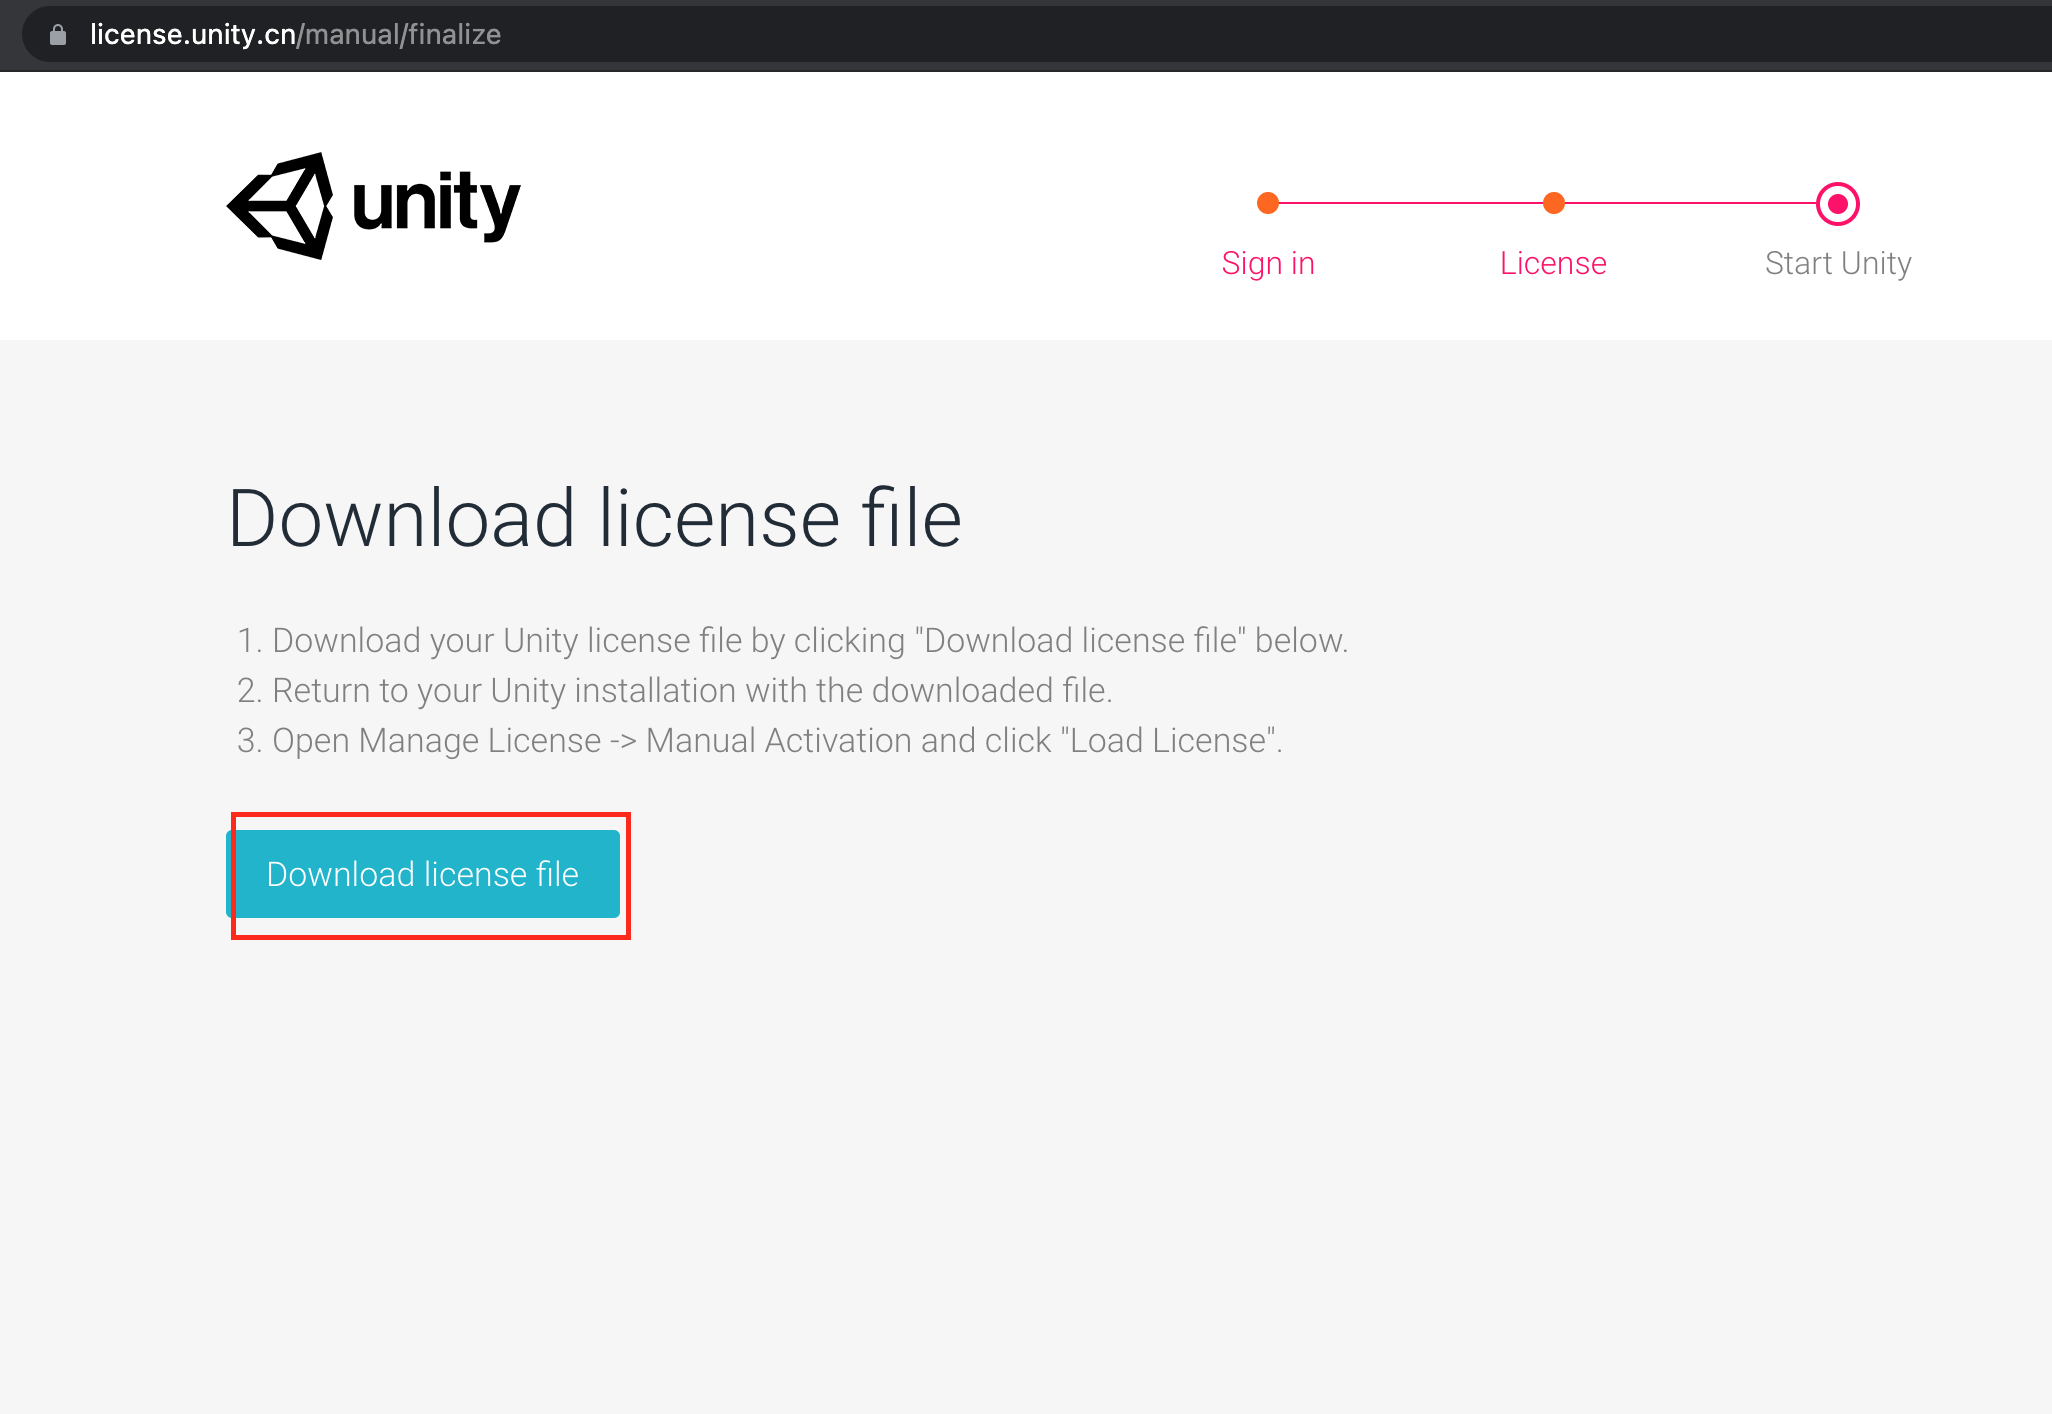 license.unity.cn/manual/finalize
unity
Sign in
License
Start Unity
Download license file
1. Download your Unity license file by clicking "Download license file" below.
2. Return to your Unity installation with the downloaded file.
3. Open Manage License -> Manual Activation and click "Load License".
Download license file